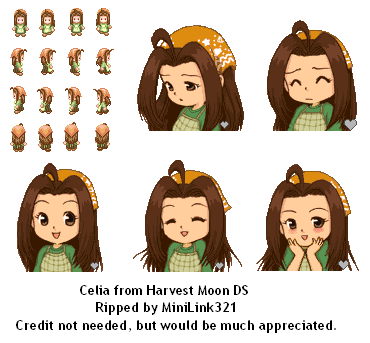 Celia from Harvest Moon DS
Ripped by MiniLink321
Credit not needed, but would be much appreciated.